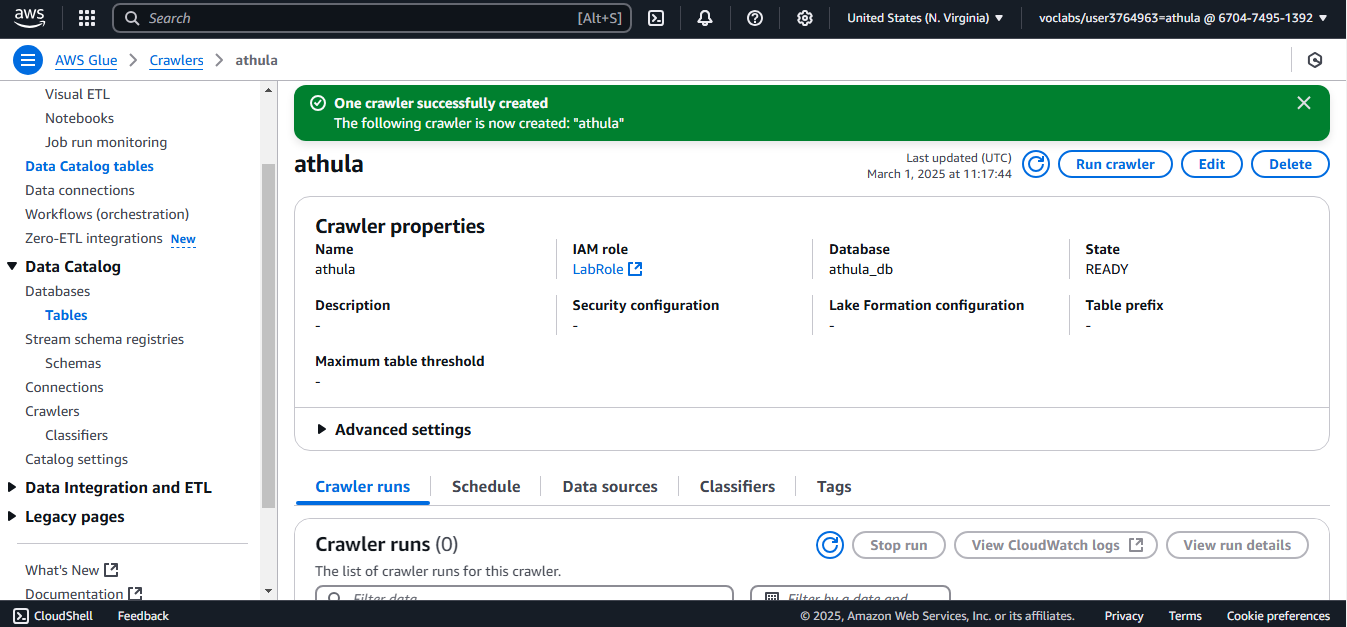 aws
Search
[Alt+S]
United States (N. Virginia)
voclabs/user3764963=athula @ 6704-7495-1392
AWS Glue
Crawlers
athula
Visual ETL
Notebooks
Job run monitoring
Data Catalog tables
Data connections
Workflows (orchestration)
Zero-ETL integrations New
Data Catalog
Databases
Tables
Stream schema registries
Schemas
Connections
Crawlers
Classifiers
Catalog settings
Data Integration and ETL
Legacy pages
What's New
Documentation
One crawler successfully created
The following crawler is now created: "athula"
athula
Last updated (UTC)
March 1, 2025 at 11:17:44
Run crawler
Edit
Delete
Crawler properties
Name
athula
IAM role
LabRole
Database
athula_db
State
READY
Description
-
Security configuration
-
Lake Formation configuration
-
Table prefix
-
Maximum table threshold
-
Advanced settings
Crawler runs
Schedule
Data sources
Classifiers
Tags
Crawler runs (0)
Stop run
View CloudWatch logs
View run details
The list of crawler runs for this crawler.
Filter data
Filter by a date and
CloudShell
Feedback
© 2025, Amazon Web Services, Inc. or its affiliates.
Privacy
Terms
Cookie preferences